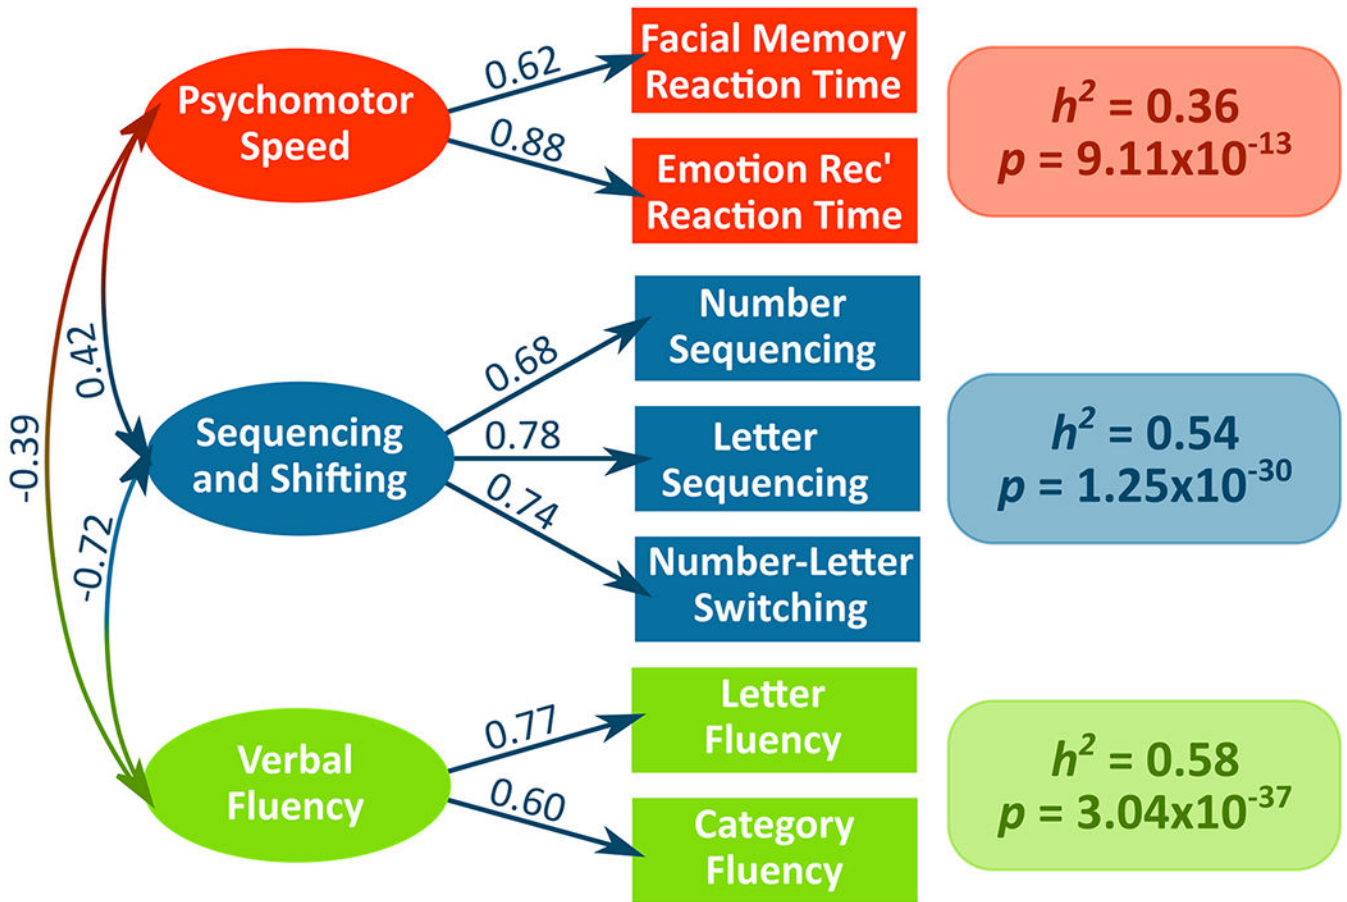 Psychomotor
Speed
0.62
0.88
Facial Memory
Reaction Time
Emotion Rec'
Reaction Time
h² = 0.36
p = 9.11x10⁻¹³
0.42
-0.39
-0.72
Sequencing
and Shifting
0.68
0.78
0.74
Number
Sequencing
Letter
Sequencing
Number-Letter
Switching
h² = 0.54
p = 1.25x10⁻³⁰
Verbal
Fluency
0.77
0.60
Letter
Fluency
Category
Fluency
h² = 0.58
p = 3.04x10⁻³⁷